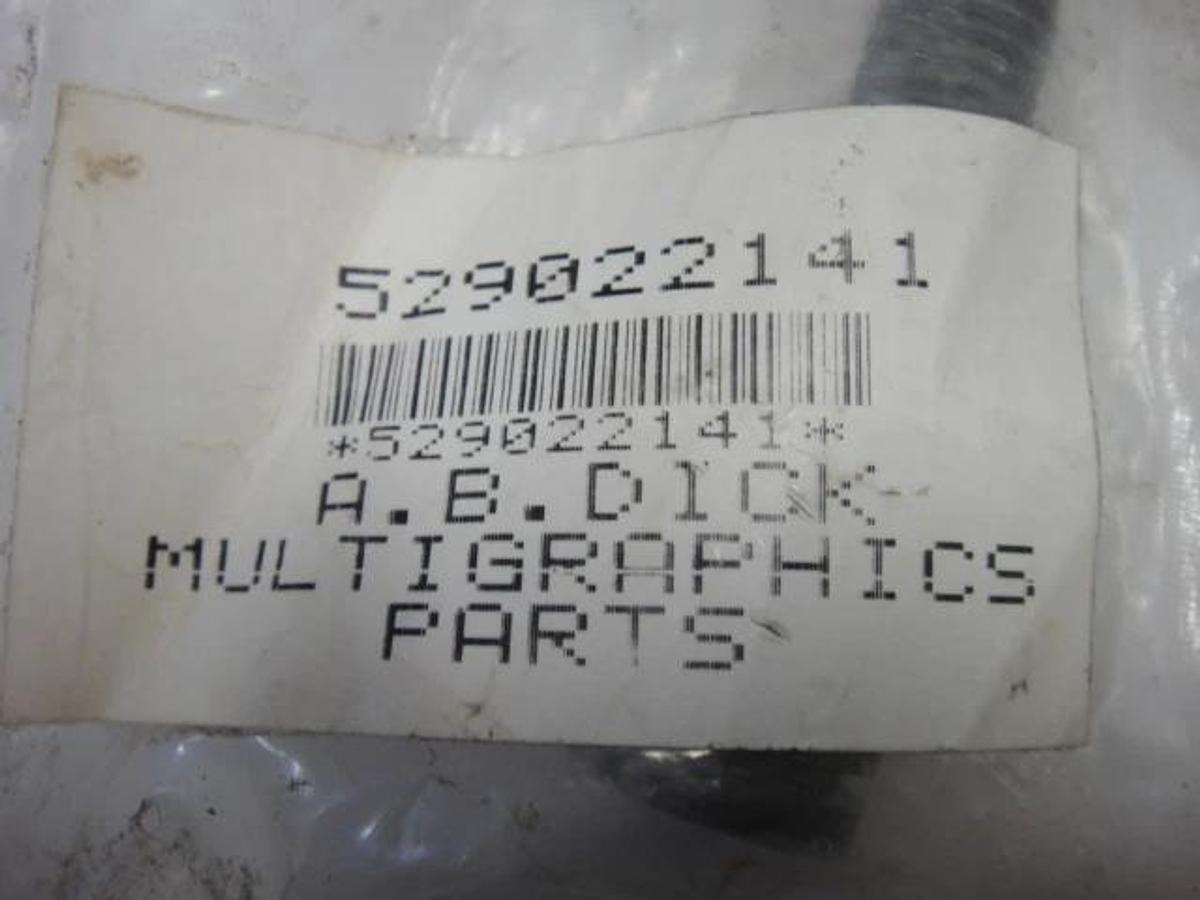 529022141
*529022141*
A.B.DICK
MULTIGRAPHICS
PARTS